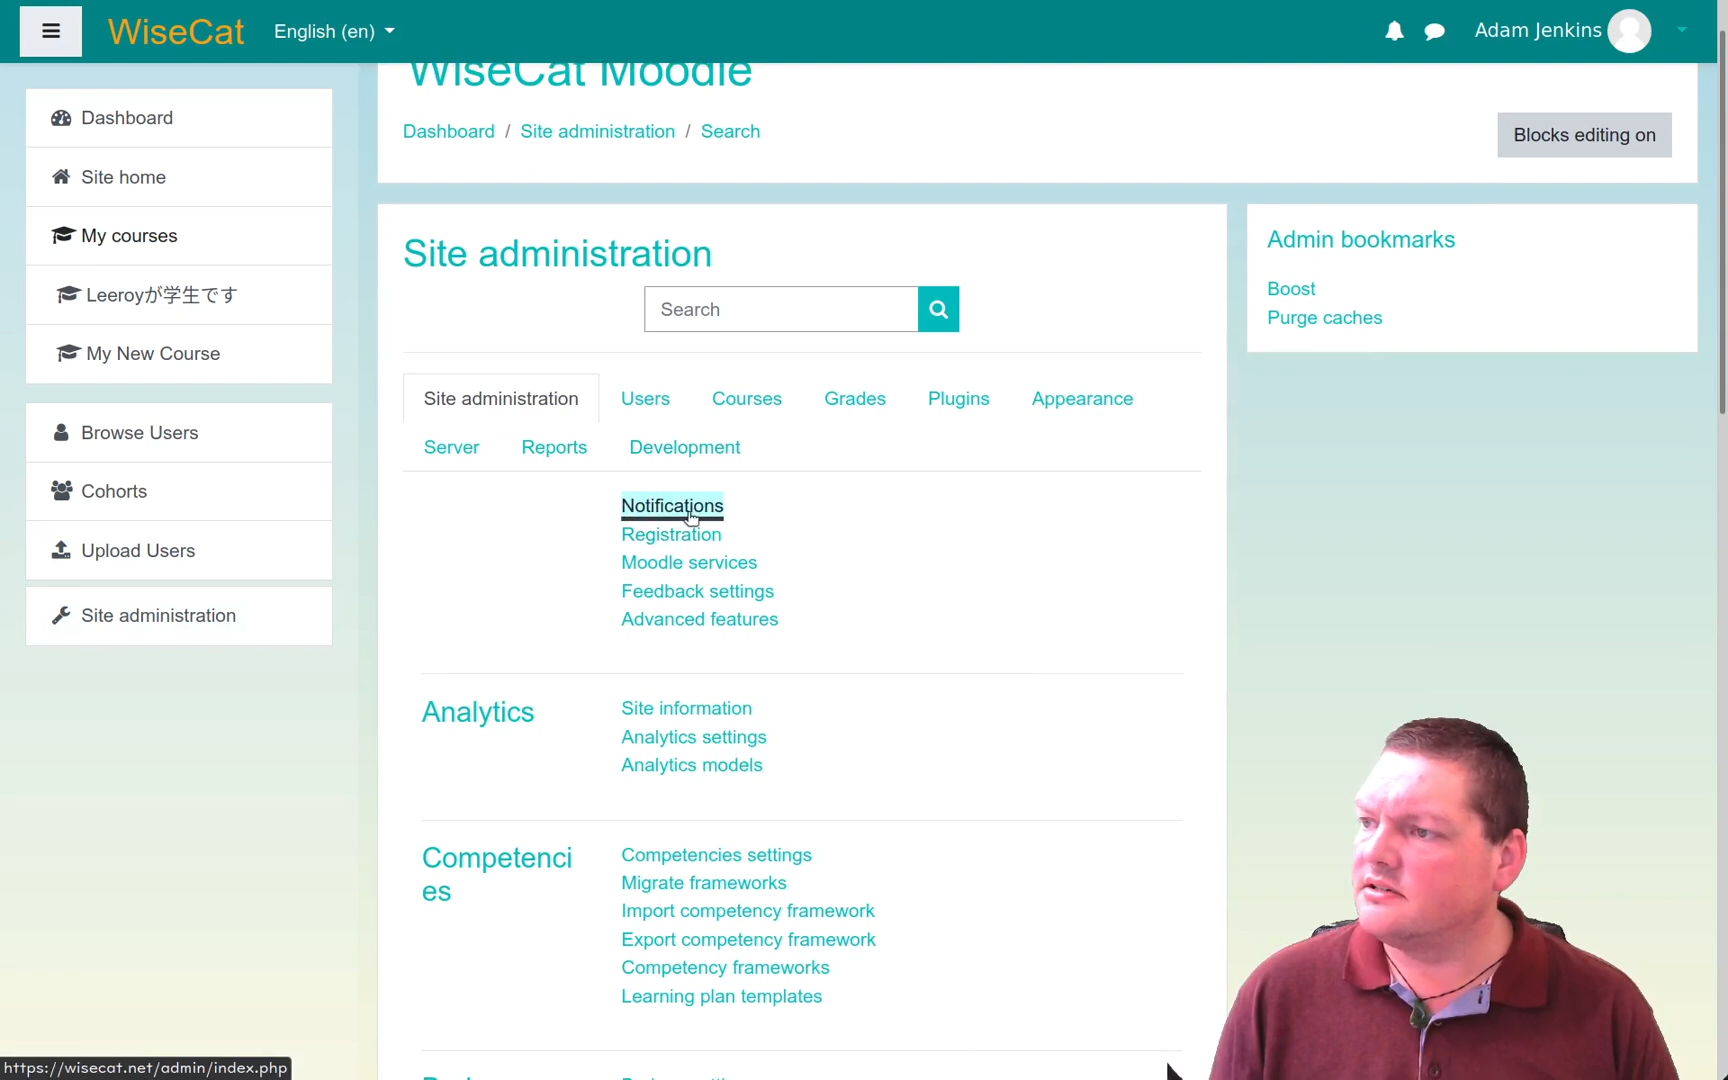 WiseCat English (en) Adam Jenkins
WiseCat Moodle
Dashboard / Site administration / Search
Blocks editing on
Dashboard
Site home
My courses
Leeroyが学生です
My New Course
Browse Users
Cohorts
Upload Users
Site administration
Site administration
Search
Site administration Users Courses Grades Plugins Appearance
Server Reports Development
Notifications
Registration
Moodle services
Feedback settings
Advanced features
Analytics
Site information
Analytics settings
Analytics models
Competenci
es
Competencies settings
Migrate frameworks
Import competency framework
Export competency framework
Competency frameworks
Learning plan templates
Admin bookmarks
Boost
Purge caches
https://wisecat.net/admin/index.php